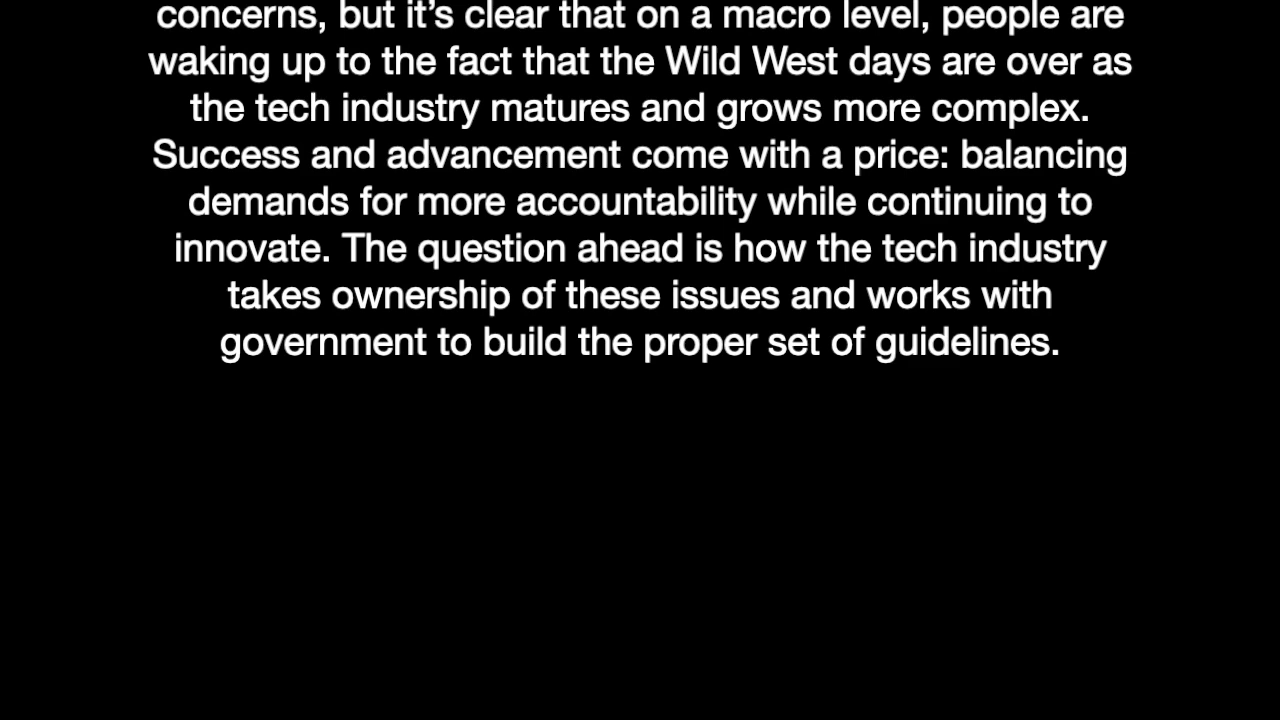 concerns, but it’s clear that on a macro level, people are
waking up to the fact that the Wild West days are over as
the tech industry matures and grows more complex.
Success and advancement come with a price: balancing
demands for more accountability while continuing to
innovate. The question ahead is how the tech industry
takes ownership of these issues and works with
government to build the proper set of guidelines.